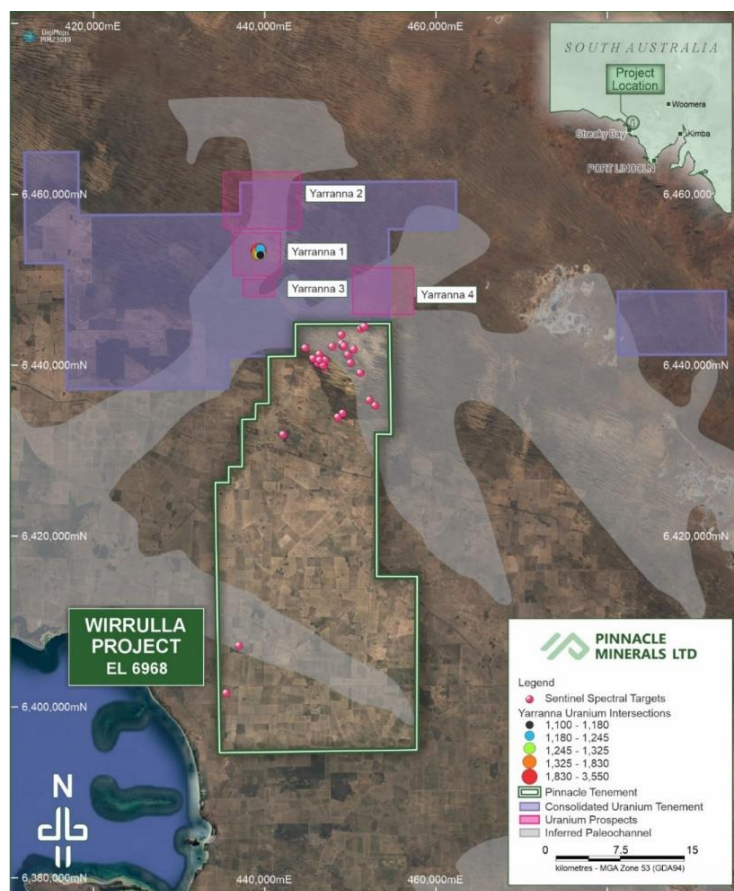 420,000mE
440,000mE
460,000mE
DigiMaps
PIM23019
SOUTH AUSTRALIA
Project
Location
Woomera
Streaky Bay
Kimba
PORT LINCOLN
6,460,000mN
6,460,000
Yarranna 2
Yarranna 1
Yarranna 3
Yarranna 4
6,440,000mN
6,440,000mN
6,420,000mN
6,420,000mN
WIRRULLA
PROJECT
EL 6968
6,400,000mN
N
6,380,000mN
440,000mE
460,000mE
PINNACLE
MINERALS LTD
Legend
Sentinel Spectral Targets
Yarranna Uranium Intersections
1,100 - 1,180
1,180 - 1,245
1,245 - 1,325
1,325 - 1,830
1,830 - 3,550
Pinnacle Tenement
Consolidated Uranium Tenement
Uranium Prospects
Inferred Paleochannel
0 7.5 15
kilometres - MGA Zone 53 (GDA94)